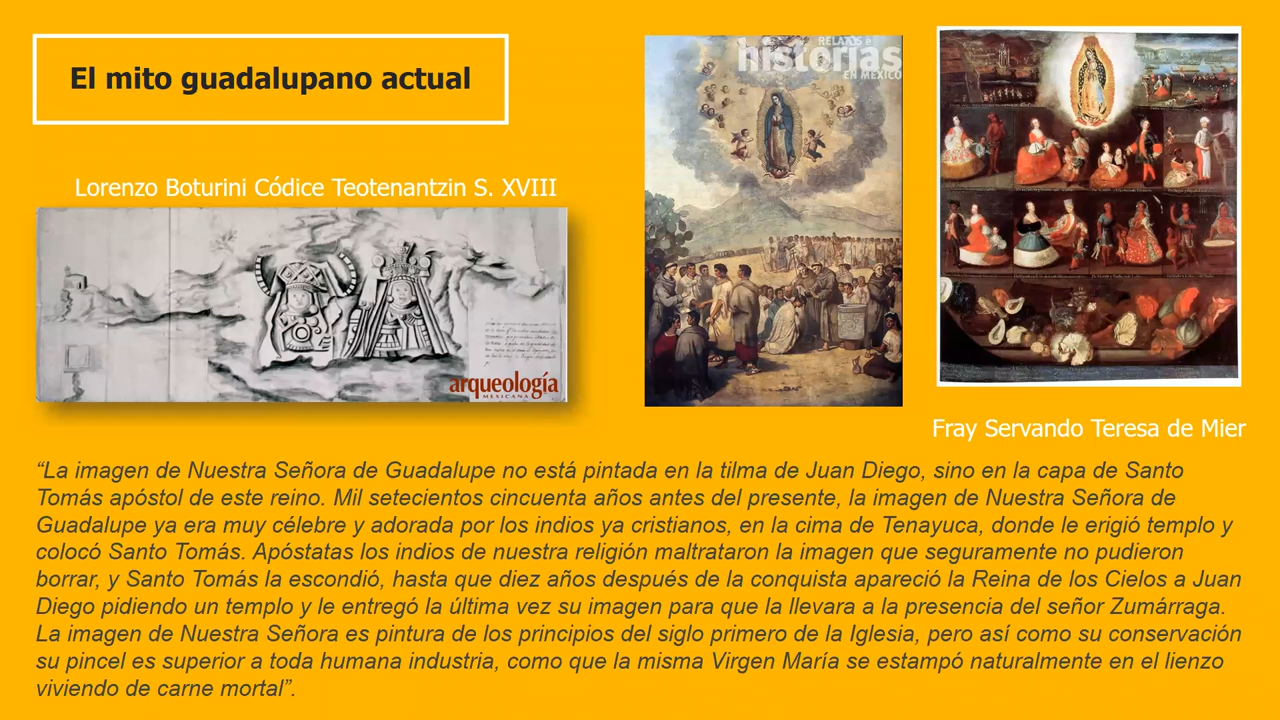 El mito guadalupano actual
RELATOS e
historias
EN MÉXICO
Lorenzo Boturini Códice Teotenantzin S. XVIII
arqueología
MEXICANA
Fray Servando Teresa de Mier
“La imagen de Nuestra Señora de Guadalupe no está pintada en la tilma de Juan Diego, sino en la capa de Santo
Tomás apóstol de este reino. Mil setecientos cincuenta años antes del presente, la imagen de Nuestra Señora de
Guadalupe ya era muy célebre y adorada por los indios ya cristianos, en la cima de Tenayuca, donde le erigió templo y
colocó Santo Tomás. Apóstatas los indios de nuestra religión maltrataron la imagen que seguramente no pudieron
borrar, y Santo Tomás la escondió, hasta que diez años después de la conquista apareció la Reina de los Cielos a Juan
Diego pidiendo un templo y le entregó la última vez su imagen para que la llevara a la presencia del señor Zumárraga.
La imagen de Nuestra Señora es pintura de los principios del siglo primero de la Iglesia, pero así como su conservación
su pincel es superior a toda humana industria, como que la misma Virgen María se estampó naturalmente en el lienzo
viviendo de carne mortal”.